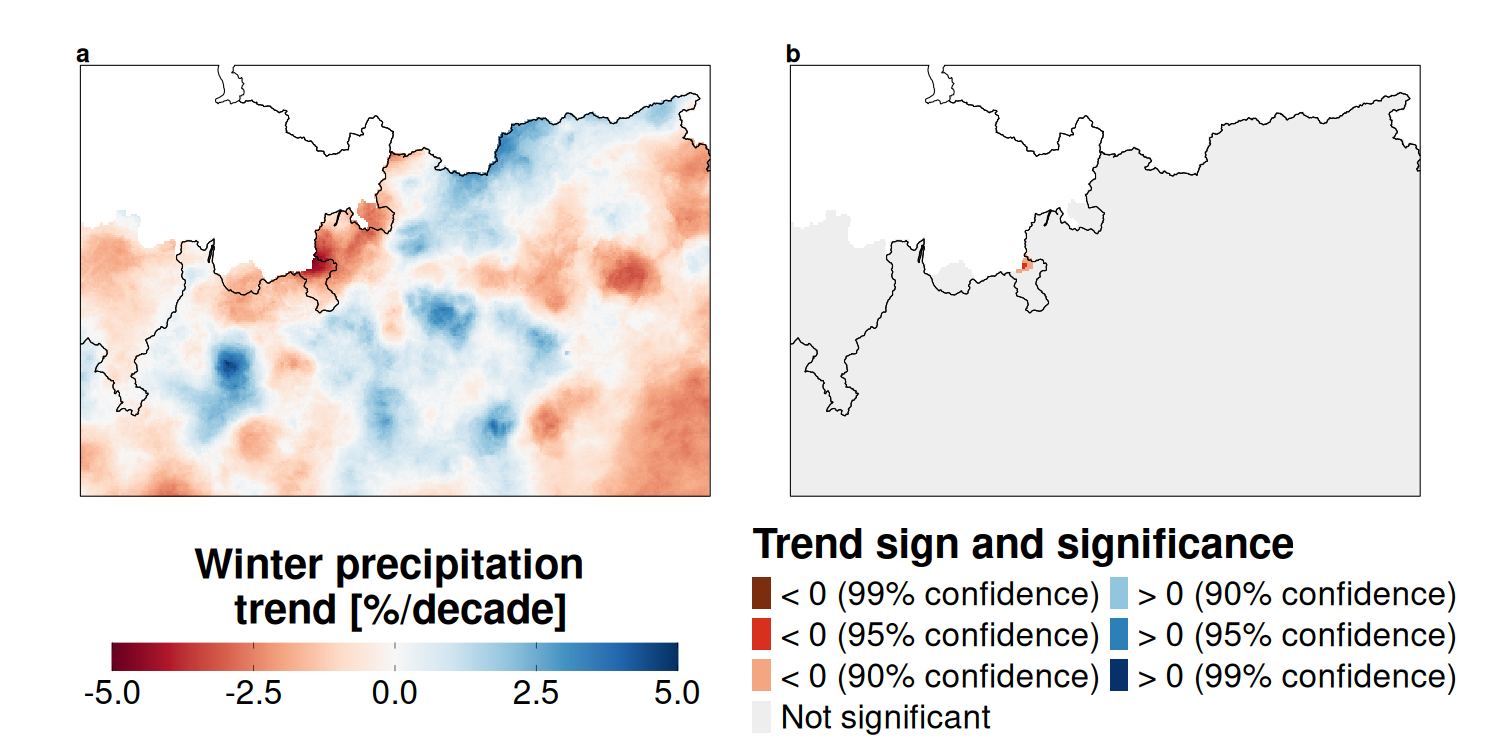 a
b
Winter precipitation
trend [%/decade]
-5.0 -2.5 0.0 2.5 5.0
Trend sign and significance
< 0 (99% confidence) > 0 (90% confidence)
< 0 (95% confidence) > 0 (95% confidence)
< 0 (90% confidence) > 0 (99% confidence)
Not significant